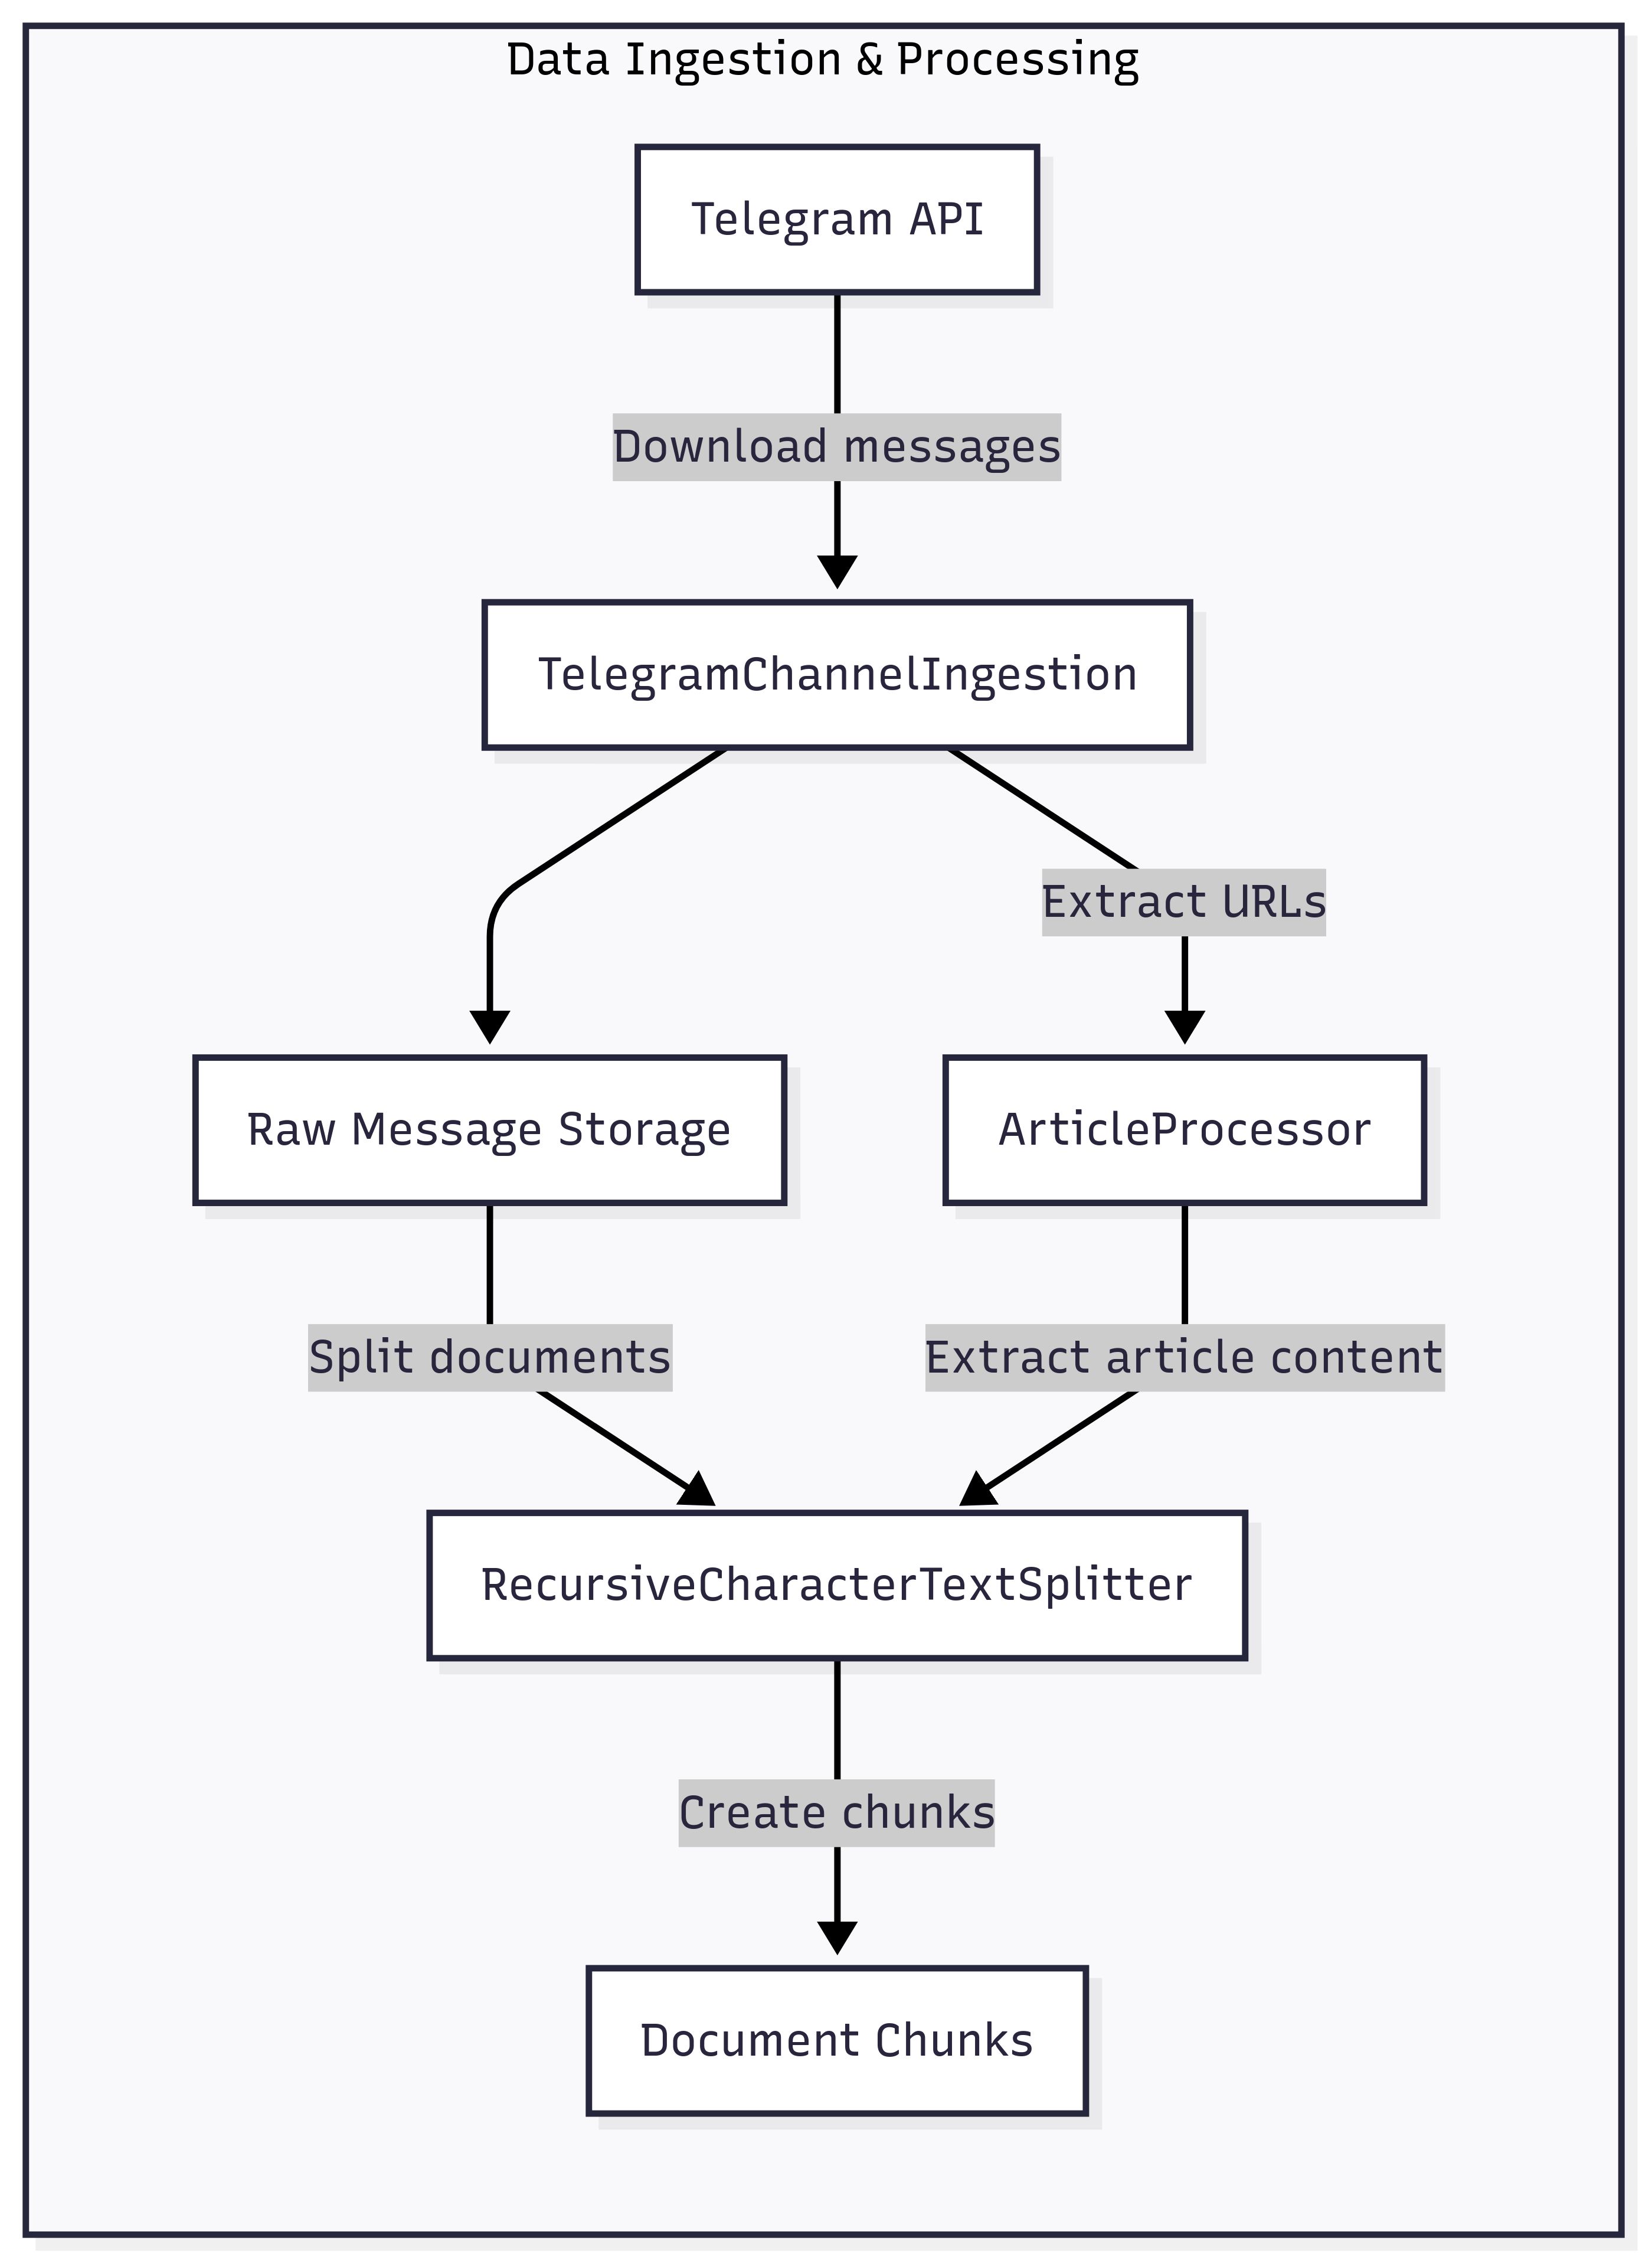 Data Ingestion & Processing
Telegram API
Download messages
TelegramChannelIngestion
Extract URLs
Raw Message Storage
ArticleProcessor
Split documents
Extract article content
RecursiveCharacterTextSplitter
Create chunks
Document Chunks